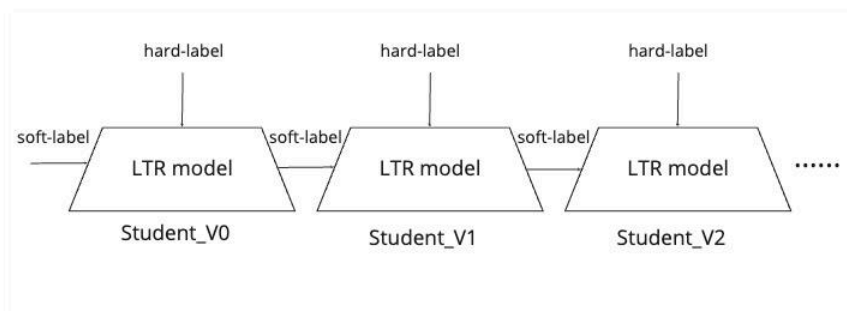 hard-label
hard-label
hard-label
soft-label
soft-label
soft-label
LTR model
LTR model
LTR model
......
Student_V0
Student_V1
Student_V2